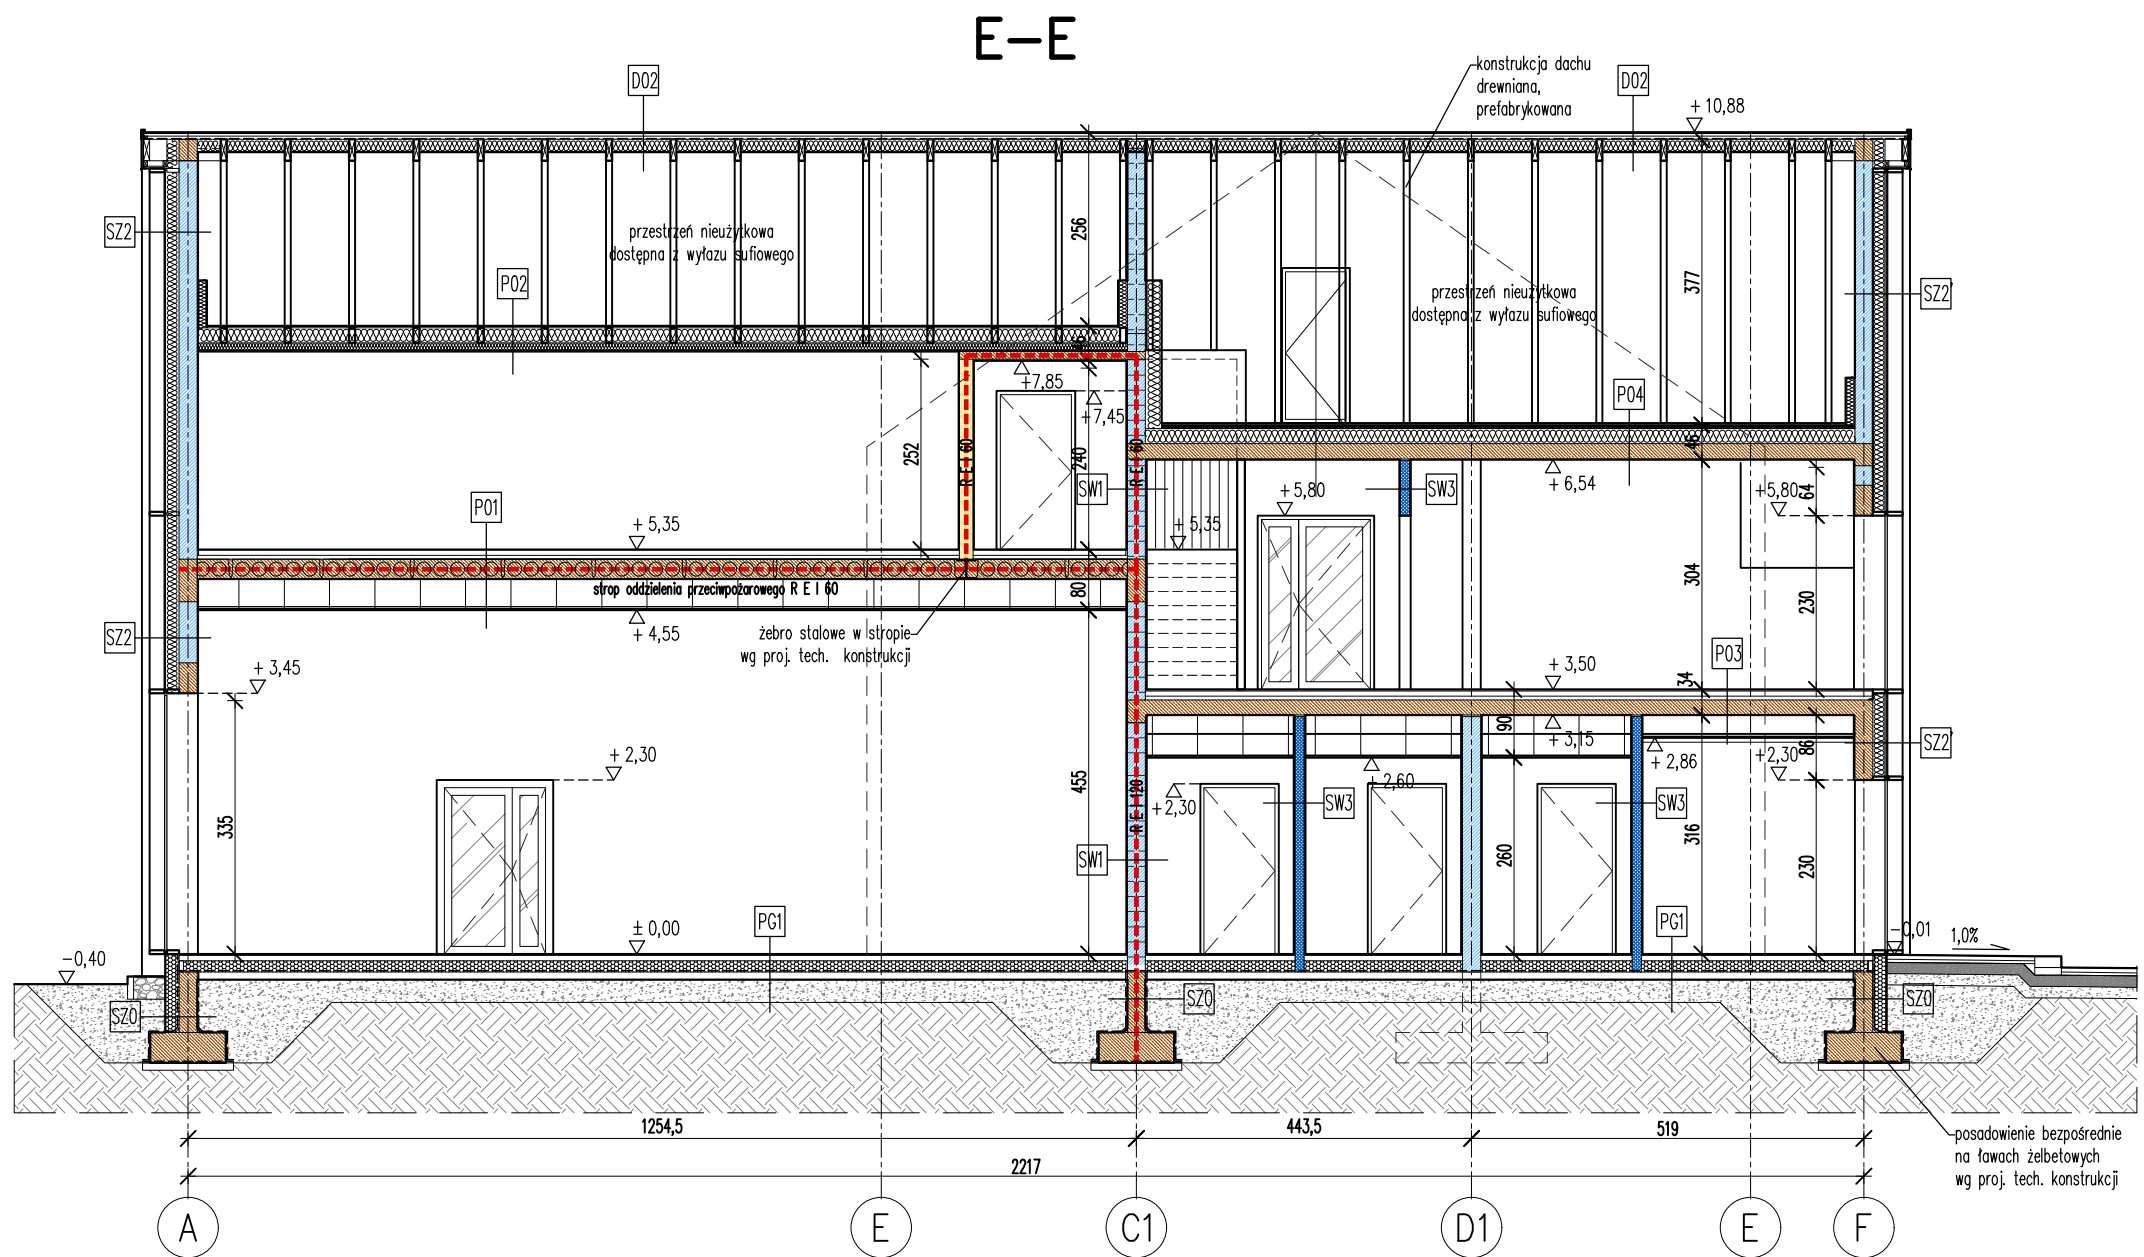 E-E
konstrukcja dachu
drewniana,
prefabrykowana
D02
D02
+ 10,88
SZ2
przestrzeń nieużytkowa
dostępna z wyłazu sufiowego
256
P02
377
przestrzeń nieużytkowa
dostępna z wyłazu sufiowego
SZ2
46
+7,85
+7,45
P04
252
R E I 60
240
R E I 60
46
SW1
SW3
+ 6,54
+ 5,80
+5,80
64
P01
+ 5,35
+ 5,35
strop oddzielenia przeciwpożarowego R E I 60
80
304
230
+ 4,55
SZ2
żebro stalowe w stropie
wg proj. tech. konstrukcji
+ 3,45
P03
+ 3,50
34
90
+ 3,15
86
SZ2
+ 2,30
+ 2,86
+2,30
+ 2,60
455
R E I 120
+2,30
SW3
SW3
335
316
260
230
SW1
PG1
PG1
± 0,00
-0,01
1,0%
-0,40
SZ0
SZ0
SZ0
1254,5
443,5
519
2217
posadowienie bezpośrednie
na ławach żelbetowych
wg proj. tech. konstrukcji
A
E
C1
D1
E
F